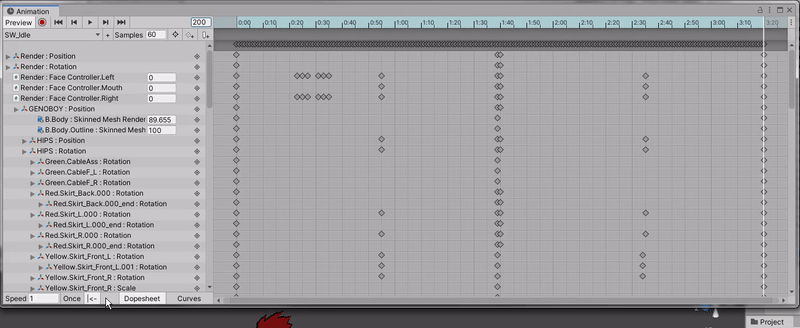 Animation
Preview 200 0:00 0:10 0:20 0:30 0:40 0:50 1:00 1:10 1:20 1:30 1:40 1:50 2:00 2:10 2:20 2:30 2:40 2:50 3:00 3:10 3:20
SW_Idle Samples 60
Render : Position
Render : Rotation
Render : Face Controller.Left 0
Render : Face Controller.Mouth 0
Render : Face Controller.Right 0
GENOBOY : Position
B.Body : Skinned Mesh Render 89.655
B.Body.Outline : Skinned Mesh 100
HIPS : Position
HIPS : Rotation
Green.CableAss : Rotation
Green.CableF_L : Rotation
Green.CableF_R : Rotation
Red.Skirt_Back.000 : Rotation
Red.Skirt_Back.000_end : Rotation
Red.Skirt_L.000 : Rotation
Red.Skirt_L.000_end : Rotation
Red.Skirt_R.000 : Rotation
Red.Skirt_R.000_end : Rotation
Yellow.Skirt_Front_L : Rotation
Yellow.Skirt_Front_L.001 : Rotation
Yellow.Skirt_Front_R : Rotation
Yellow.Skirt_Front_R : Scale
Speed 1 Once |<- Dopesheet Curves
Project